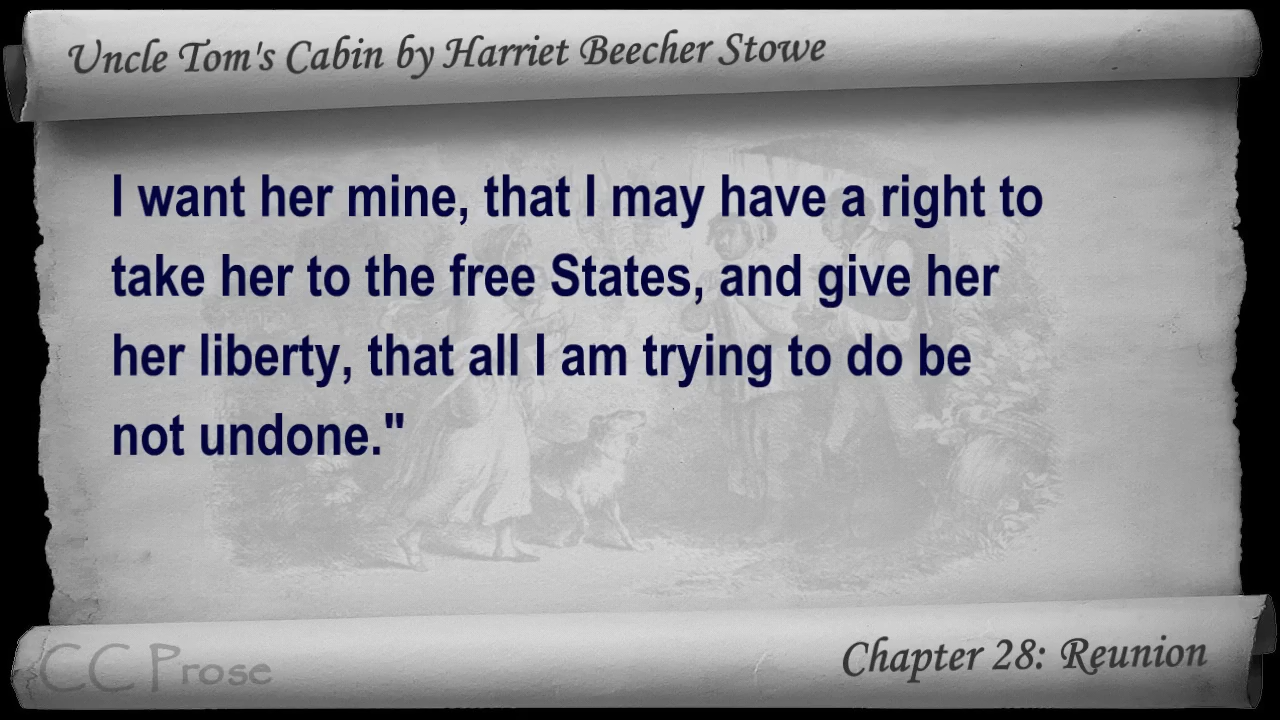 Uncle Tom's Cabin by Harriet Beecher Stowe
I want her mine, that I may have a right to
take her to the free States, and give her
her liberty, that all I am trying to do be
not undone."
CC Prose
Chapter 28: Reunion